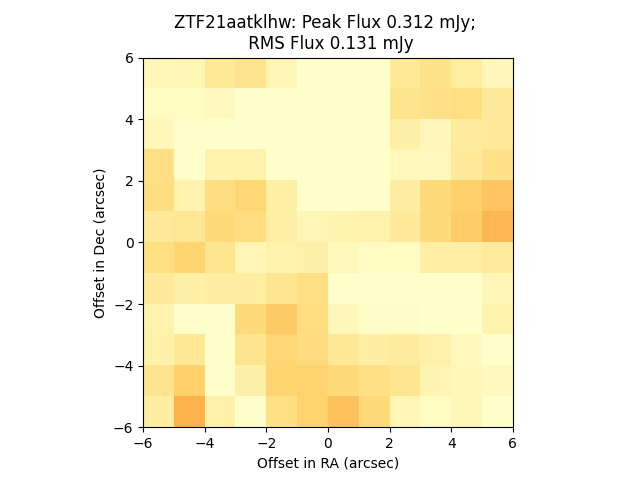 ZTF21aatklhw: Peak Flux 0.312 mJy;
RMS Flux 0.131 mJy
6
4
2
0
−2
−4
−6
Offset in Dec (arcsec)
−6 −4 −2 0 2 4 6
Offset in RA (arcsec)